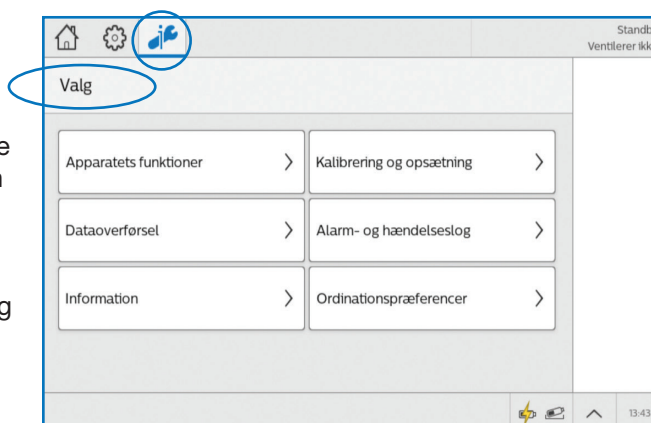 Standb
Ventilerer ikk
Valg
Apparatets funktioner
Kalibrering og opsætning
Dataoverførsel
Alarm- og hændelseslog
Information
Ordinationspræferencer
13:43
e
g